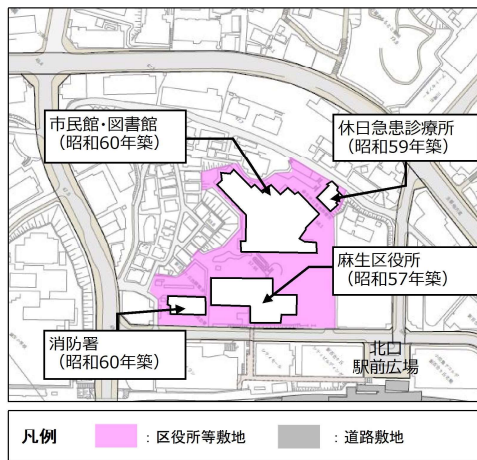 市民館・図書館
（昭和60年築）
休日急患診療所
（昭和59年築）
麻生区役所
（昭和57年築）
消防署
（昭和60年築）
北口
駅前広場
凡例
：区役所等敷地
：道路敷地